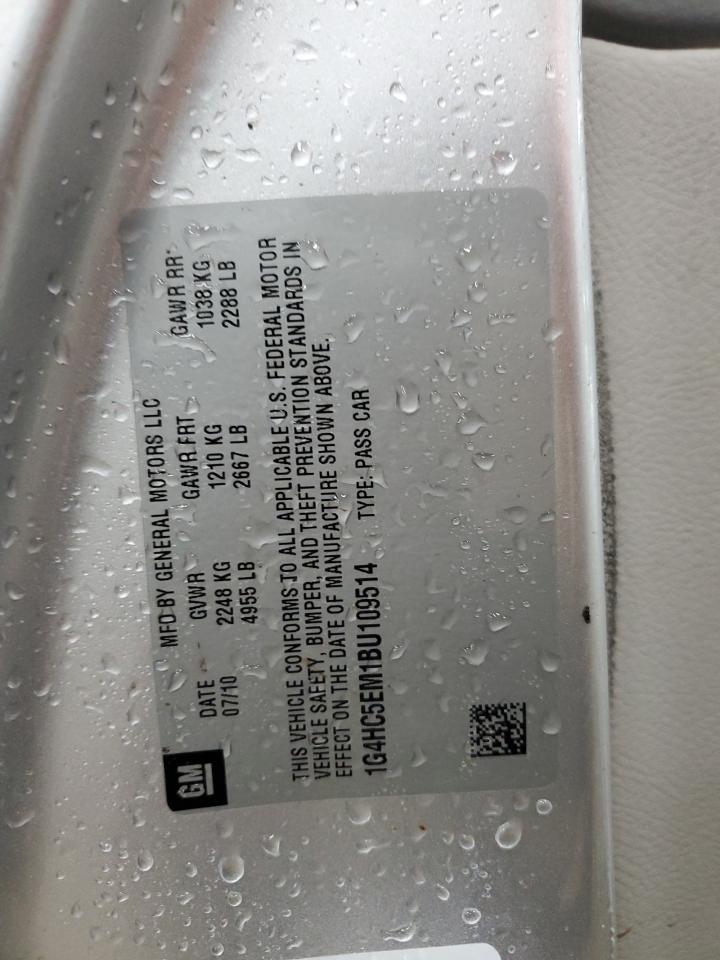 GM
MFD BY GENERAL MOTORS LLC
DATE GVWR GAWR FRT GAWR RR
07/10 2248 KG 1210 KG 1038 KG
4955 LB 2667 LB 2288 LB
THIS VEHICLE CONFORMS TO ALL APPLICABLE U.S. FEDERAL MOTOR
VEHICLE SAFETY, BUMPER, AND THEFT PREVENTION STANDARDS IN
EFFECT ON THE DATE OF MANUFACTURE SHOWN ABOVE.
1G4HC5EM1BU109514 TYPE: PASS CAR